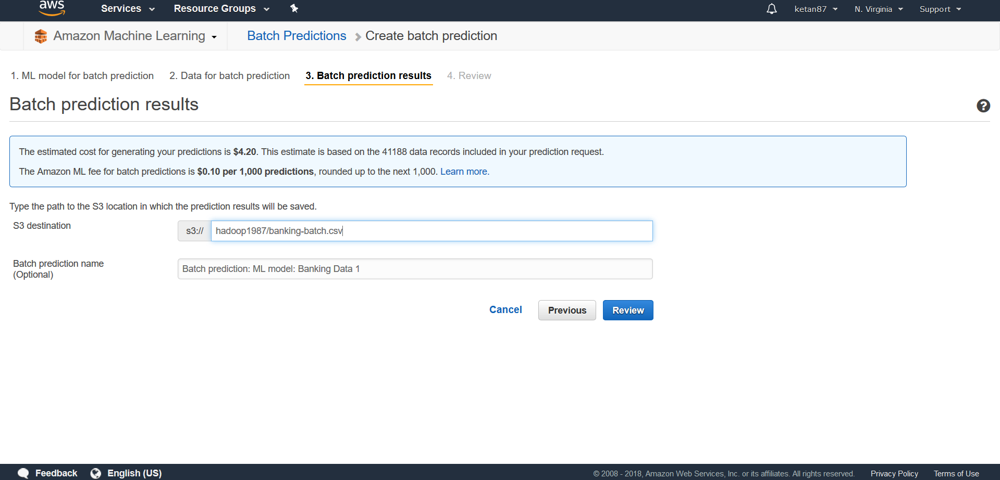 aws Services Resource Groups ketan87 N. Virginia Support
Amazon Machine Learning Batch Predictions Create batch prediction
1. ML model for batch prediction 2. Data for batch prediction 3. Batch prediction results 4. Review
Batch prediction results
?
The estimated cost for generating your predictions is $4.20. This estimate is based on the 41188 data records included in your prediction request.
The Amazon ML fee for batch predictions is $0.10 per 1,000 predictions, rounded up to the next 1,000. Learn more.
Type the path to the S3 location in which the prediction results will be saved.
S3 destination s3:// hadoop1987/banking-batch.csv
Batch prediction name
(Optional)
Batch prediction: ML model: Banking Data 1
Cancel Previous Review
Feedback English (US) © 2008 - 2018, Amazon Web Services, Inc. or its affiliates. All rights reserved. Privacy Policy Terms of Use